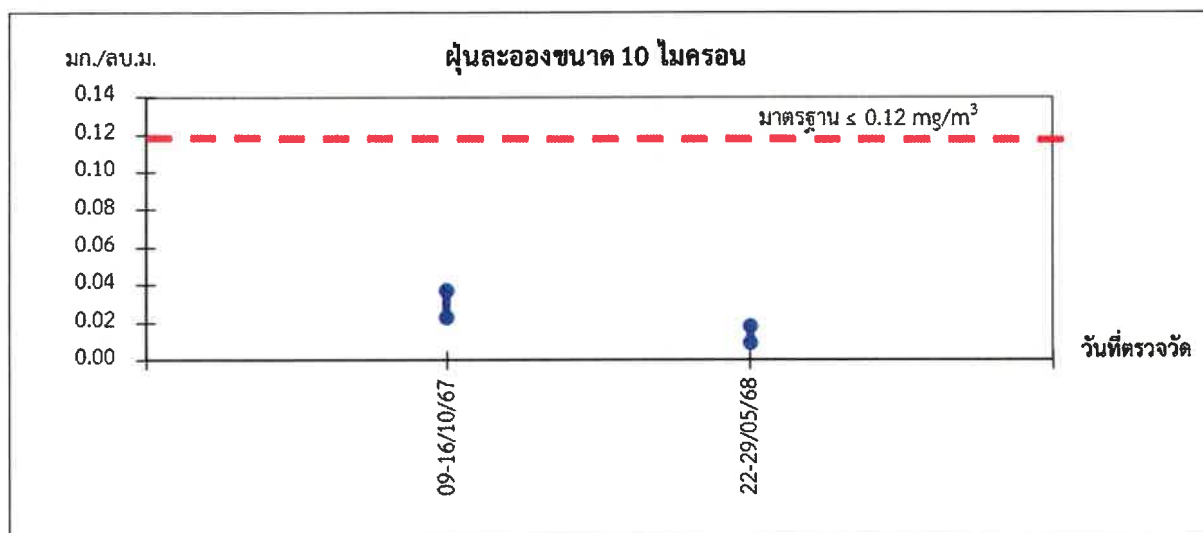 ฝุ่นละอองขนาด 10 ไมครอน
มก./ลบ.ม.
0.14
มาตรฐาน ≤ 0.12 mg/m³
0.12
0.10
0.08
0.06
0.04
0.02
0.00
วันที่ตรวจวัด
09-16/10/67
22-29/05/68